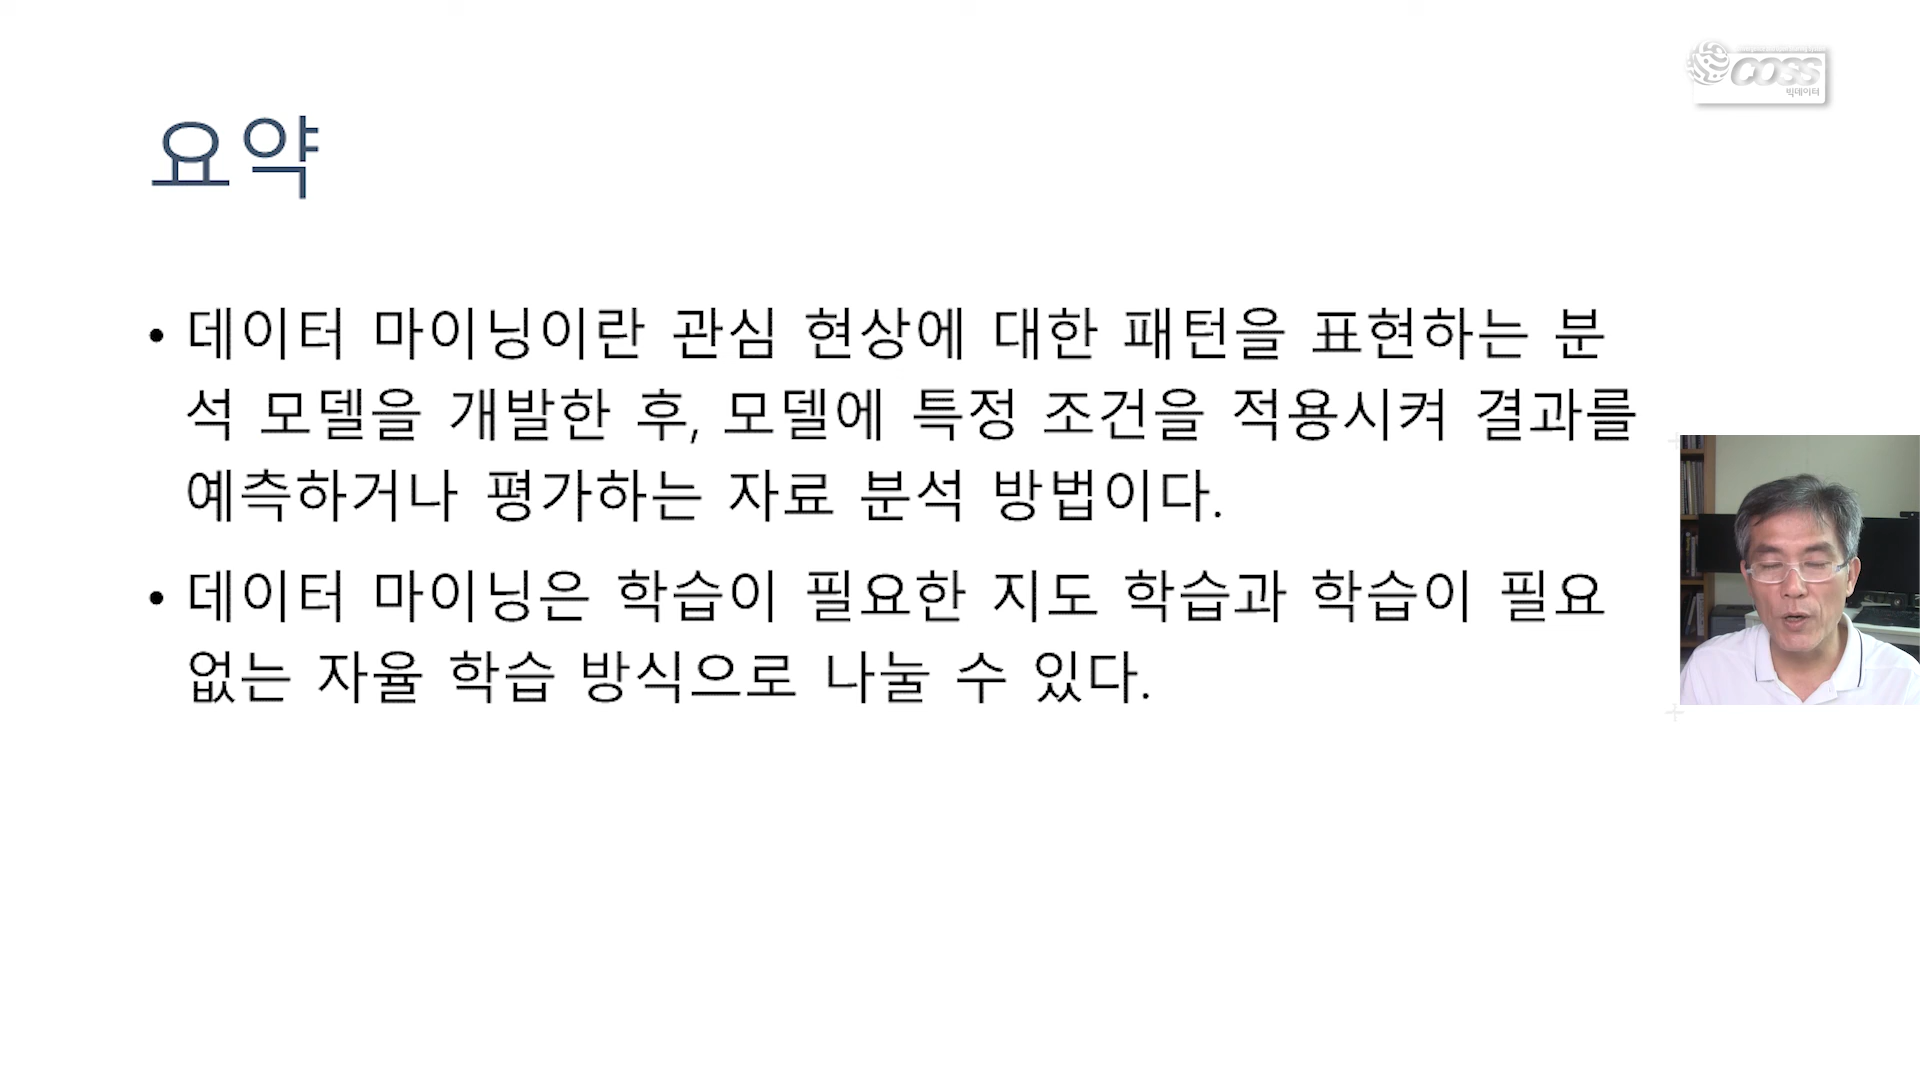 COSS
빅데이터
요약
• 데이터 마이닝이란 관심 현상에 대한 패턴을 표현하는 분
석 모델을 개발한 후, 모델에 특정 조건을 적용시켜 결과를
예측하거나 평가하는 자료 분석 방법이다.
• 데이터 마이닝은 학습이 필요한 지도 학습과 학습이 필요
없는 자율 학습 방식으로 나눌 수 있다.